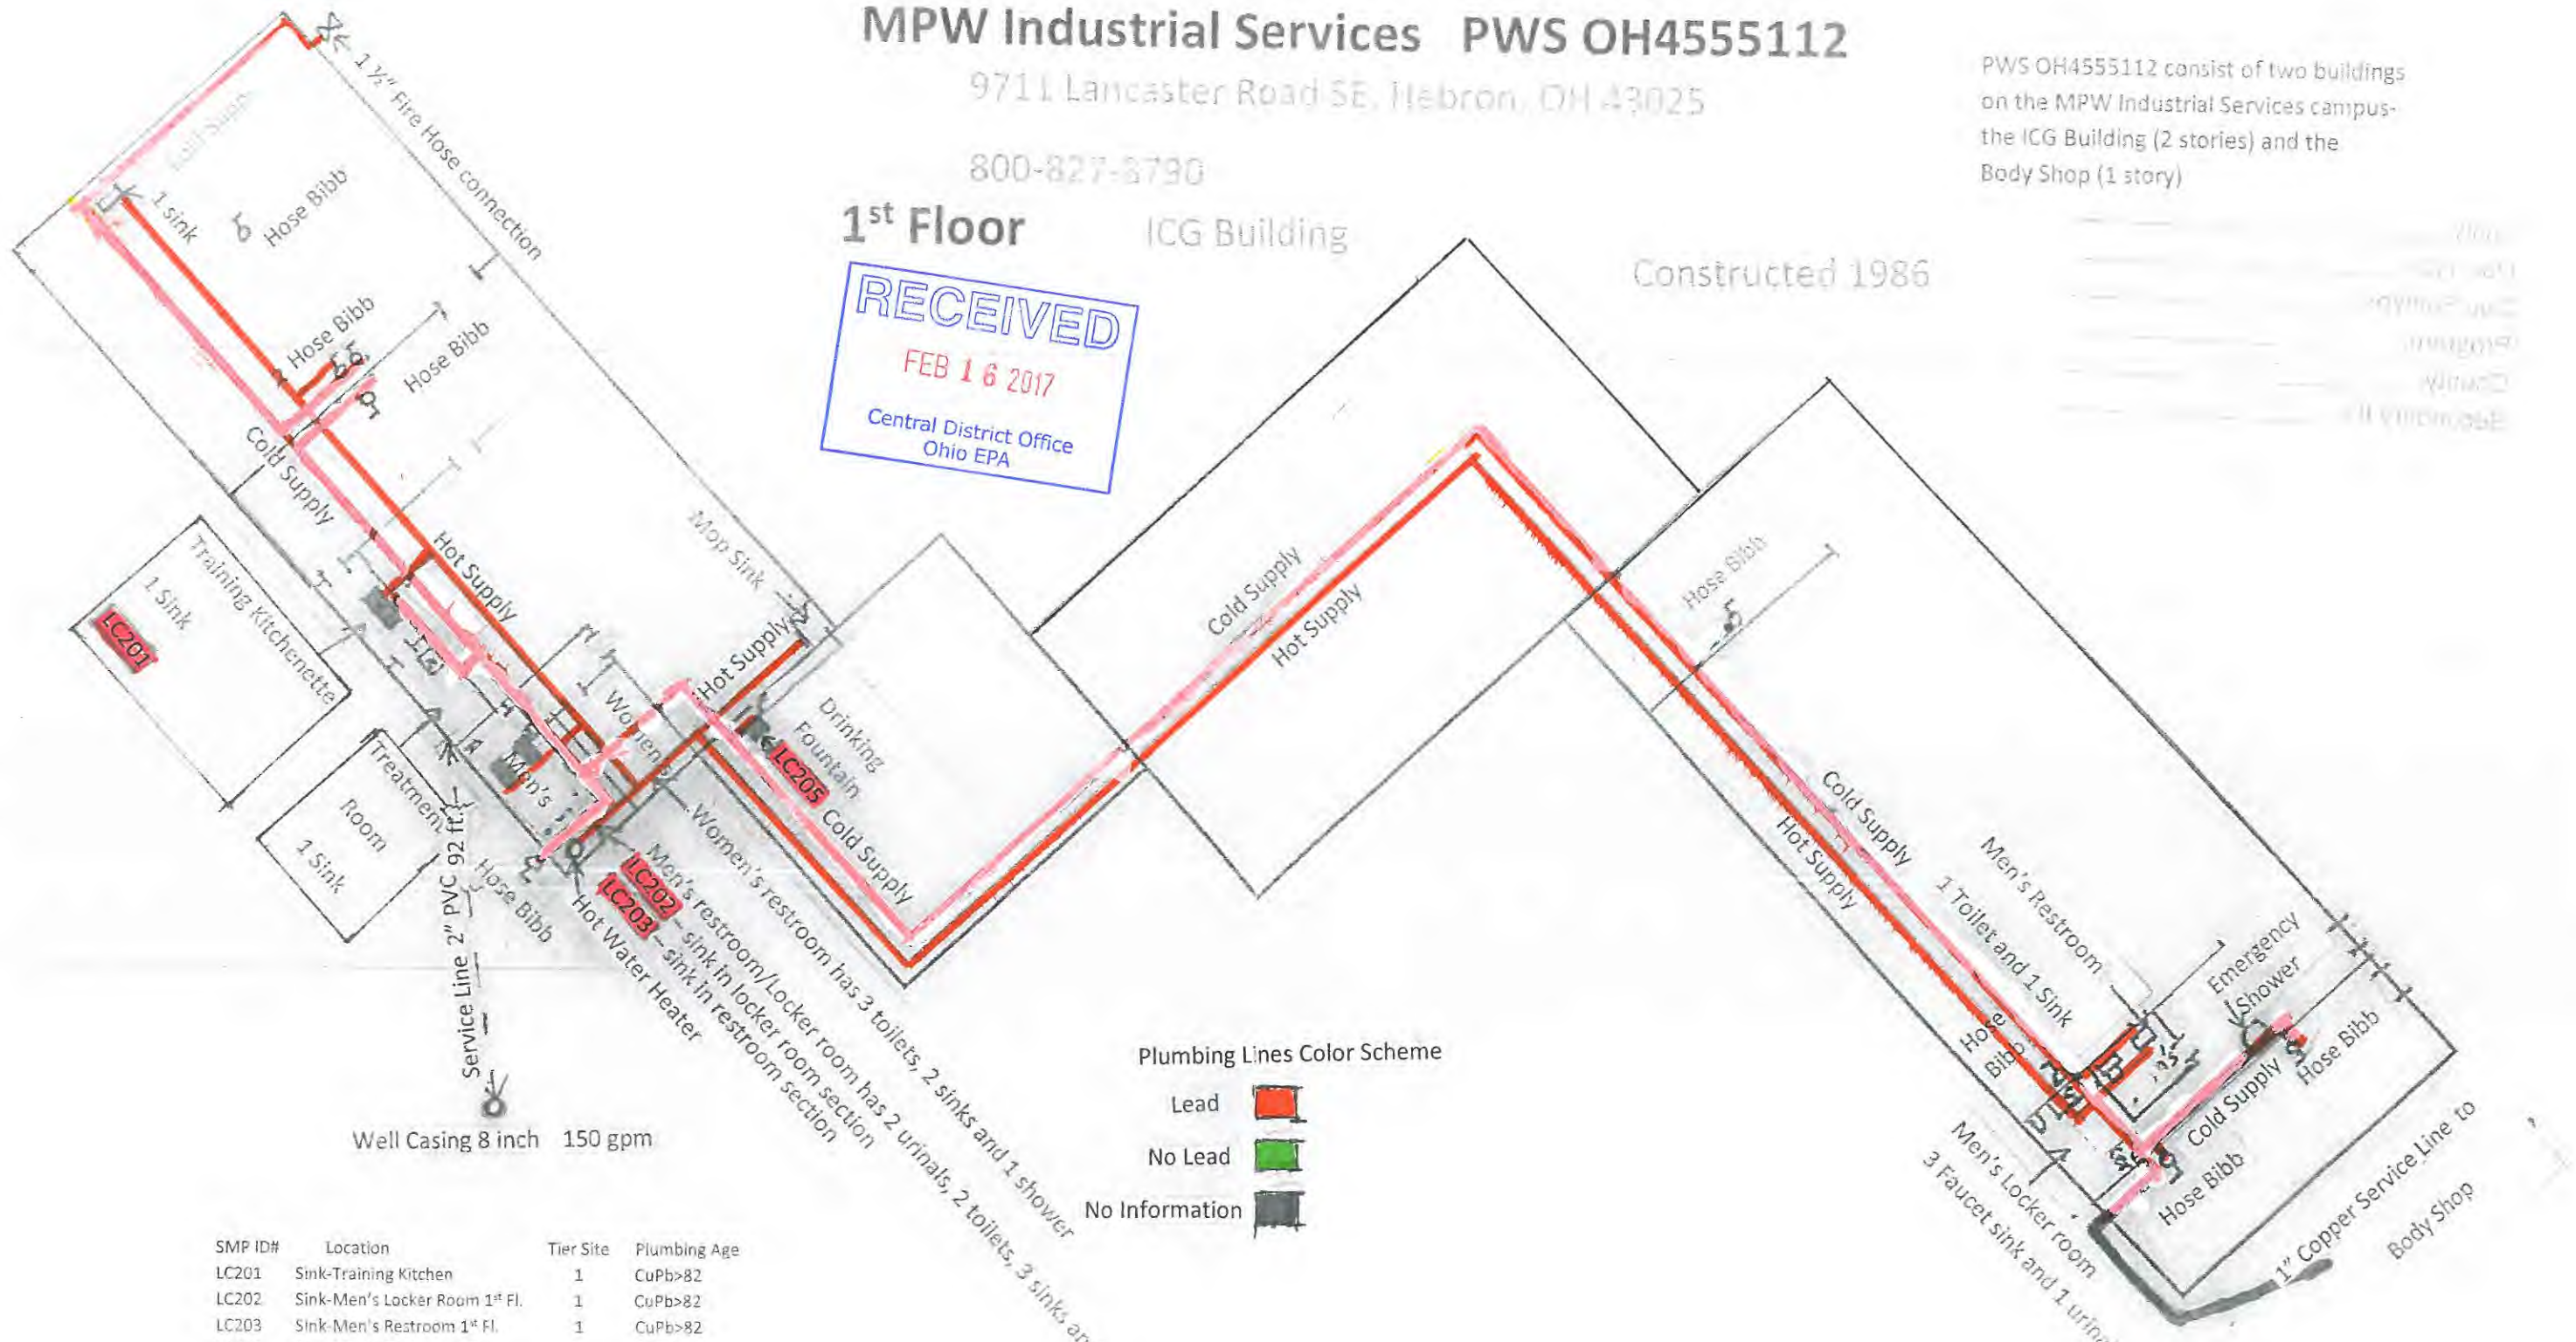 MPW Industrial Services PWS OH4555112
9711 Lancaster Road SE, Hebron, OH 43025
800-827-8790
1st Floor
ICG Building
Constructed 1986
PWS OH4555112 consist of two buildings
on the MPW Industrial Services campus-
the ICG Building (2 stories) and the
Body Shop (1 story)
RECEIVED
FEB 16 2017
Central District Office
Ohio EPA
1 ½" Fire Hose connection
1 sink
Hose Bibb
Hose Bibb
Hose Bibb
Cold Supply
Hot Supply
Mop Sink
Training Kitchenette
1 Sink
LC201
Treatment
Room
1 Sink
Service Line 2" PVC 92 ft.
Hose Bibb
Men's
Women's
Hot Supply
Drinking
Fountain
LC205
Cold Supply
Women's restroom has 3 toilets, 2 sinks and 1 shower
Men's restroom/Locker room has 2 urinals, 2 toilets, 3 sinks an
LC202 – sink in locker room section
LC203 – sink in restroom section
Hot Water Heater
Well Casing 8 inch 150 gpm
Cold Supply
Hot Supply
Hose Bibb
Cold Supply
Hot Supply
Men's Restroom
1 Toilet and 1 Sink
Emergency
Shower
Hose Bibb
Hose
Bibb
Cold Supply
Hose Bibb
Men's Locker room
3 Faucet sink and 1 urinal
1" Copper Service Line to
Body Shop
Plumbing Lines Color Scheme
Lead
No Lead
No Information
SMP ID# Location Tier Site Plumbing Age
LC201 Sink-Training Kitchen 1 CuPb>82
LC202 Sink-Men's Locker Room 1st Fl. 1 CuPb>82
LC203 Sink-Men's Restroom 1st Fl. 1 CuPb>82